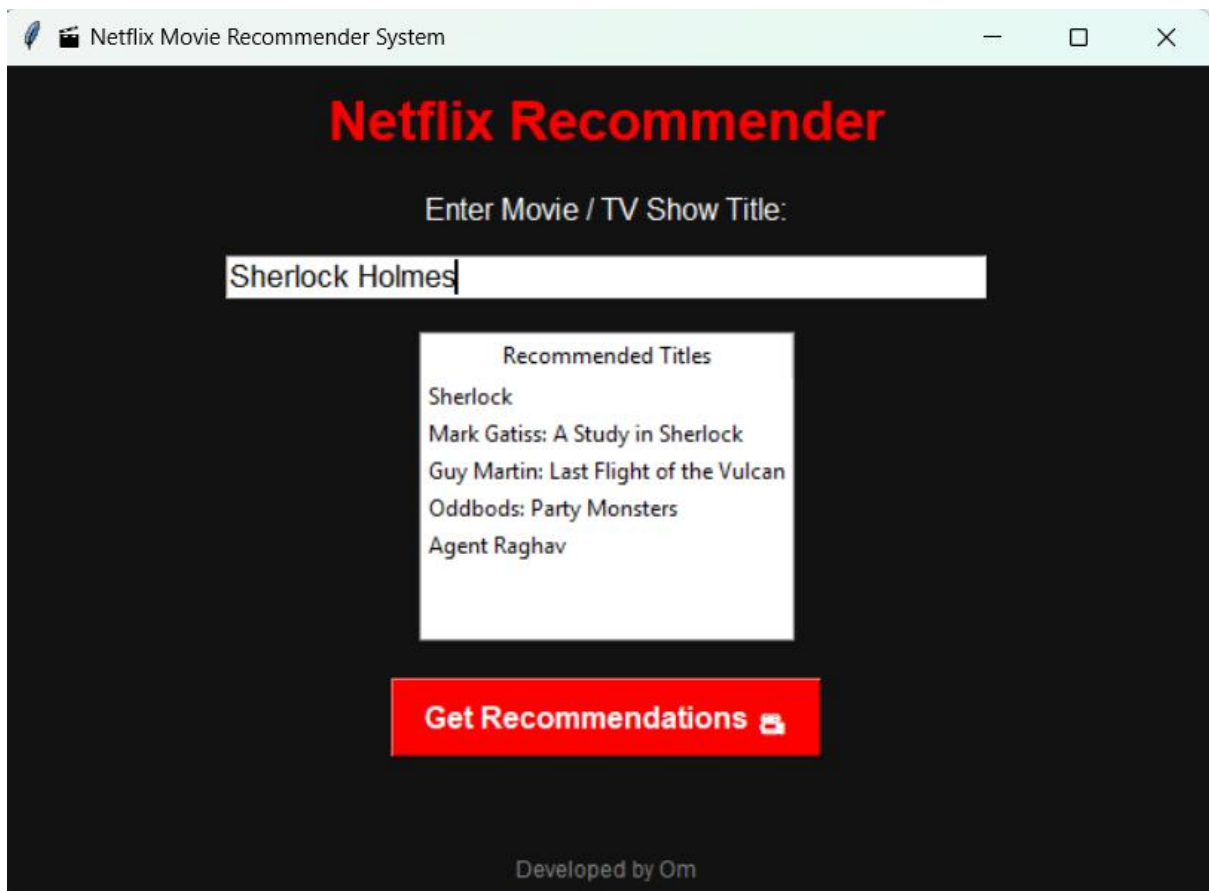 Netflix Movie Recommender System
Netflix Recommender
Enter Movie / TV Show Title:
Sherlock Holmes
Recommended Titles
Sherlock
Mark Gatiss: A Study in Sherlock
Guy Martin: Last Flight of the Vulcan
Oddbods: Party Monsters
Agent Raghav
Get Recommendations
Developed by Om